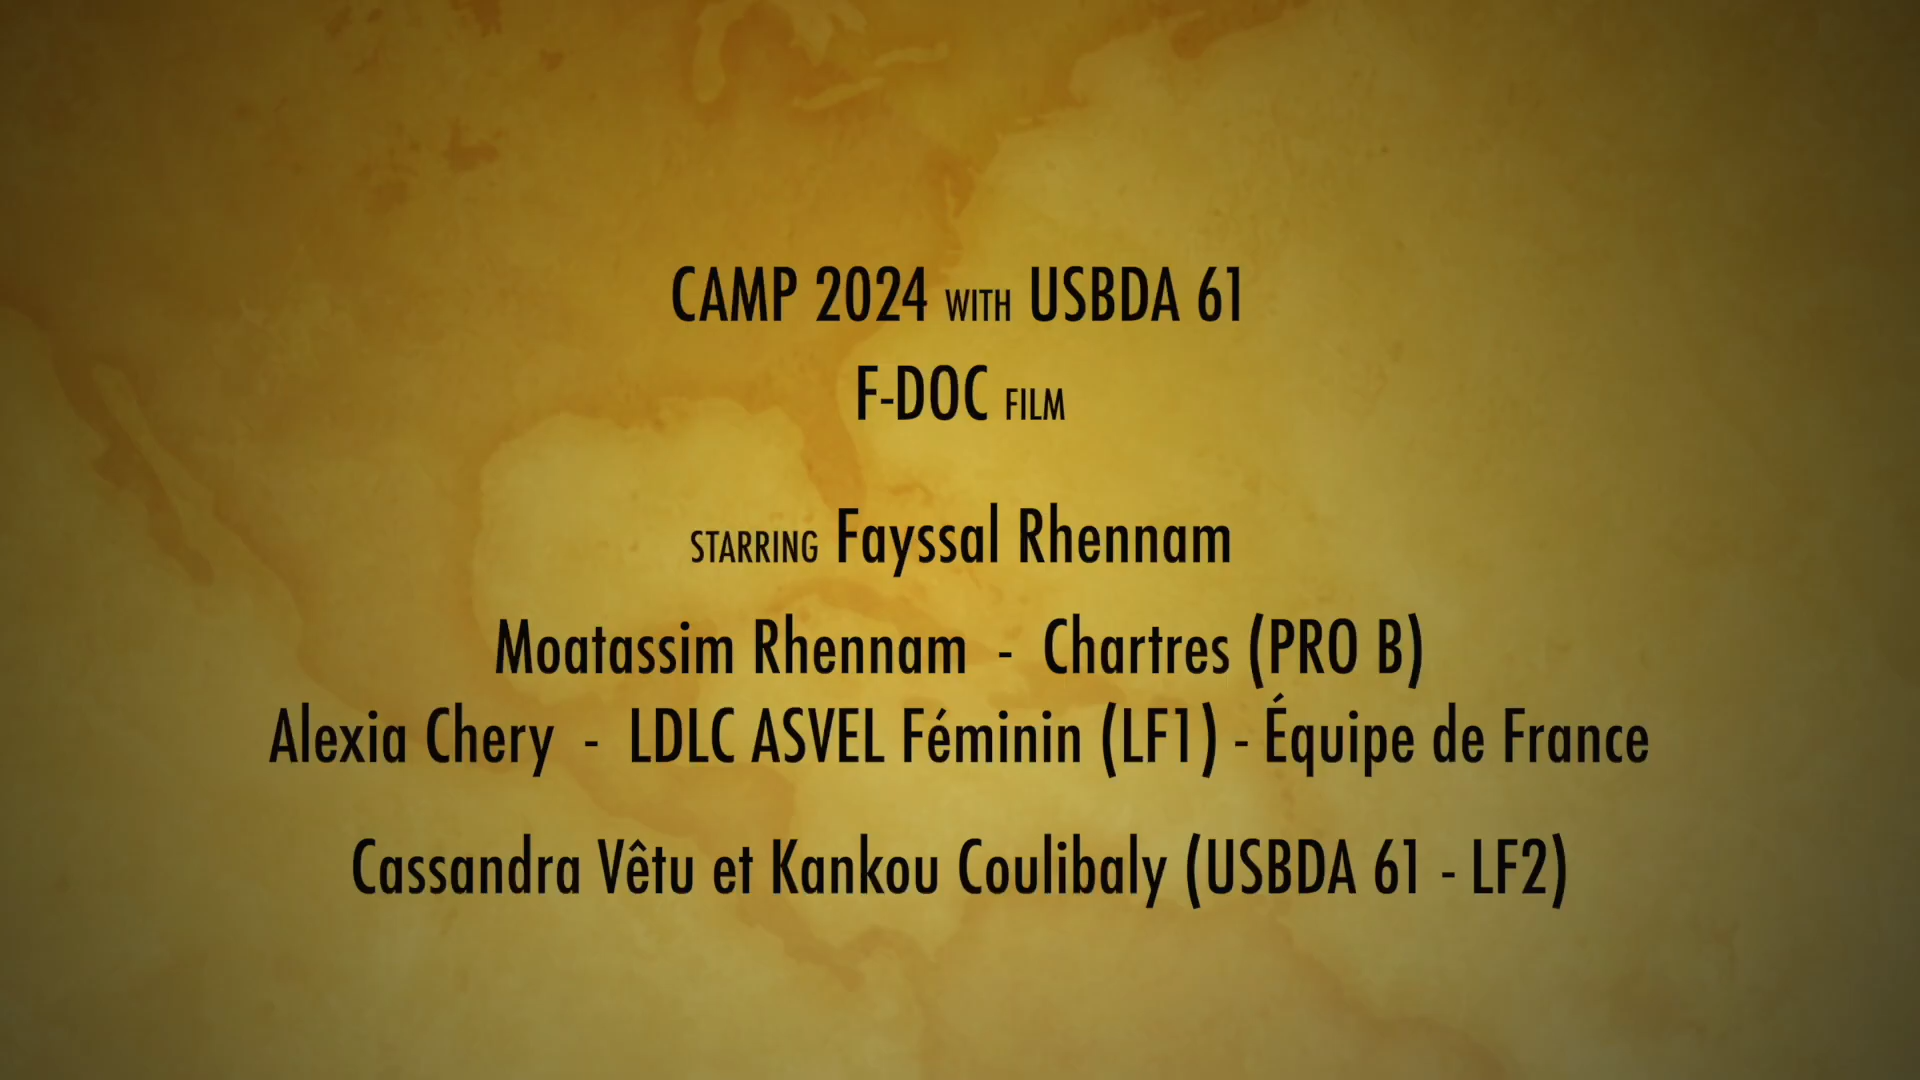 CAMP 2024 WITH USBDA 61
F-DOC FILM
STARRING Fayssal Rhennam
Moatassim Rhennam - Chartres (PRO B)
Alexia Chery - LDLC ASVEL Féminin (LF1) - Équipe de France
Cassandra Vêtu et Kankou Coulibaly (USBDA 61 - LF2)